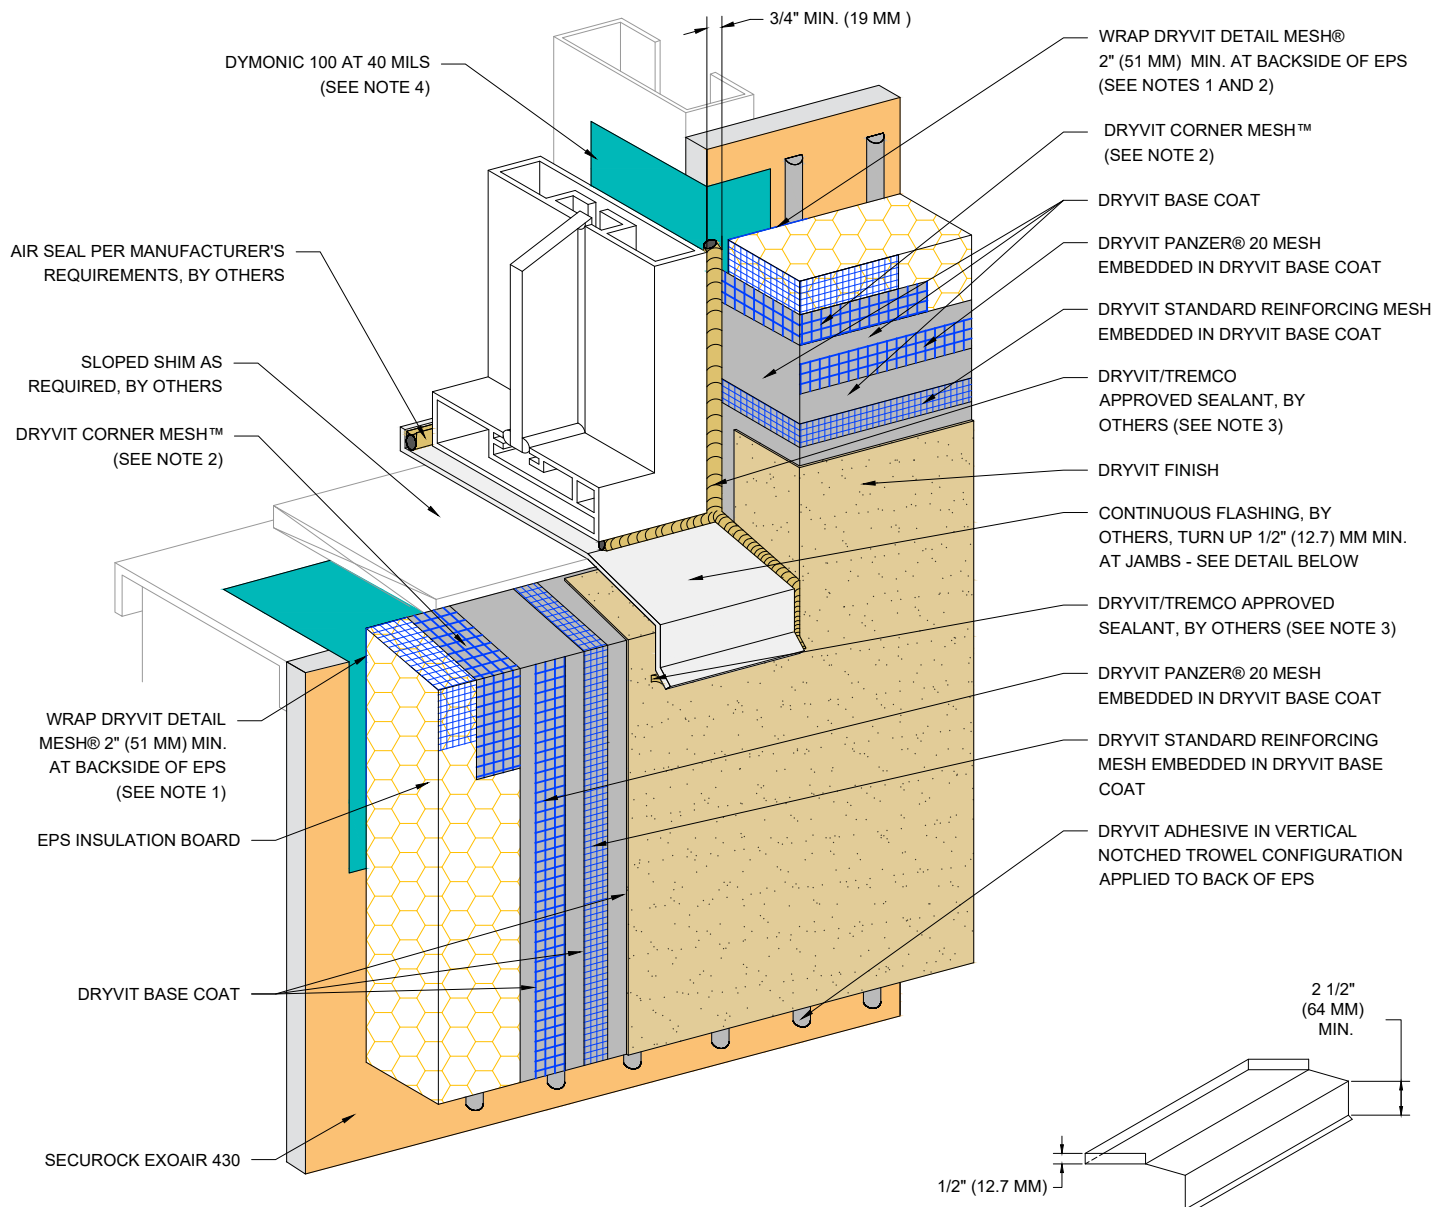 3/4" MIN. (19 MM )
DYMONIC 100 AT 40 MILS
(SEE NOTE 4)
AIR SEAL PER MANUFACTURER'S
REQUIREMENTS, BY OTHERS
SLOPED SHIM AS
REQUIRED, BY OTHERS
DRYVIT CORNER MESH™
(SEE NOTE 2)
WRAP DRYVIT DETAIL
MESH® 2" (51 MM) MIN.
AT BACKSIDE OF EPS
(SEE NOTE 1)
EPS INSULATION BOARD
DRYVIT BASE COAT
SECUROCK EXOAIR 430
WRAP DRYVIT DETAIL MESH®
2" (51 MM) MIN. AT BACKSIDE OF EPS
(SEE NOTES 1 AND 2)
DRYVIT CORNER MESH™
(SEE NOTE 2)
DRYVIT BASE COAT
DRYVIT PANZER® 20 MESH
EMBEDDED IN DRYVIT BASE COAT
DRYVIT STANDARD REINFORCING MESH
EMBEDDED IN DRYVIT BASE COAT
DRYVIT/TREMCO
APPROVED SEALANT, BY
OTHERS (SEE NOTE 3)
DRYVIT FINISH
CONTINUOUS FLASHING, BY
OTHERS, TURN UP 1/2" (12.7) MM MIN.
AT JAMBS - SEE DETAIL BELOW
DRYVIT/TREMCO APPROVED
SEALANT, BY OTHERS (SEE NOTE 3)
DRYVIT PANZER® 20 MESH
EMBEDDED IN DRYVIT BASE COAT
DRYVIT STANDARD REINFORCING
MESH EMBEDDED IN DRYVIT BASE
COAT
DRYVIT ADHESIVE IN VERTICAL
NOTCHED TROWEL CONFIGURATION
APPLIED TO BACK OF EPS
2 1/2"
(64 MM)
MIN.
1/2" (12.7 MM)